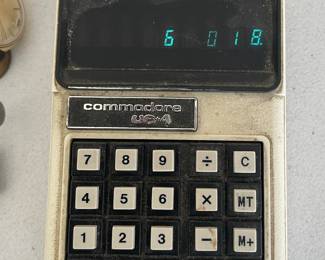 6 018.
commodore
US*4
7 8 9 ÷ C
4 5 6 × MT
1 2 3 − M+